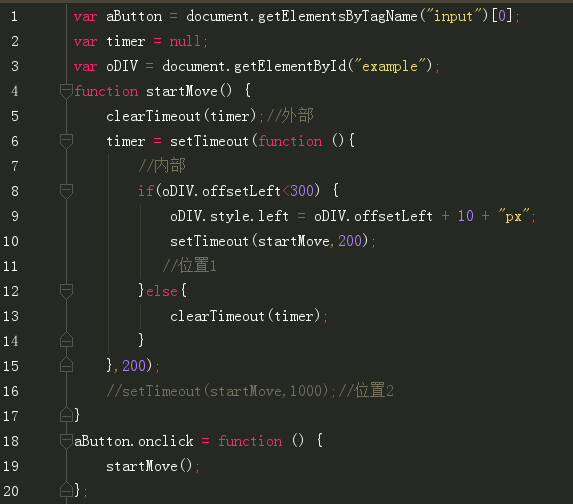 1 var aButton = document.getElementsByTagName("input")[0];
2 var timer = null;
3 var oDIV = document.getElementById("example");
4 function startMove() {
5 clearTimeout(timer);//外部
6 timer = setTimeout(function (){
7 //内部
8 if(oDIV.offsetLeft<300) {
9 oDIV.style.left = oDIV.offsetLeft + 10 + "px";
10 setTimeout(startMove,200);
11 //位置1
12 }else{
13 clearTimeout(timer);
14 }
15 },200);
16 //setTimeout(startMove,1000);//位置2
17 }
18 aButton.onclick = function () {
19 startMove();
20 };